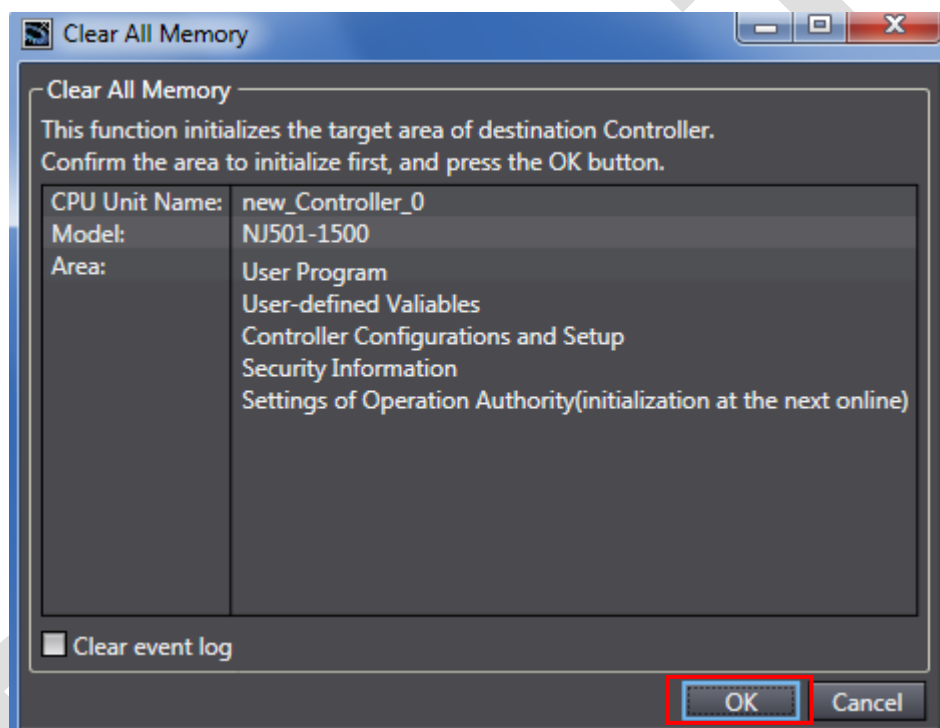 Clear All Memory
Clear All Memory
This function initializes the target area of destination Controller.
Confirm the area to initialize first, and press the OK button.
CPU Unit Name: new_Controller_0
Model: NJ501-1500
Area: User Program
User-defined Valiables
Controller Configurations and Setup
Security Information
Settings of Operation Authority(initialization at the next online)
Clear event log
OK Cancel